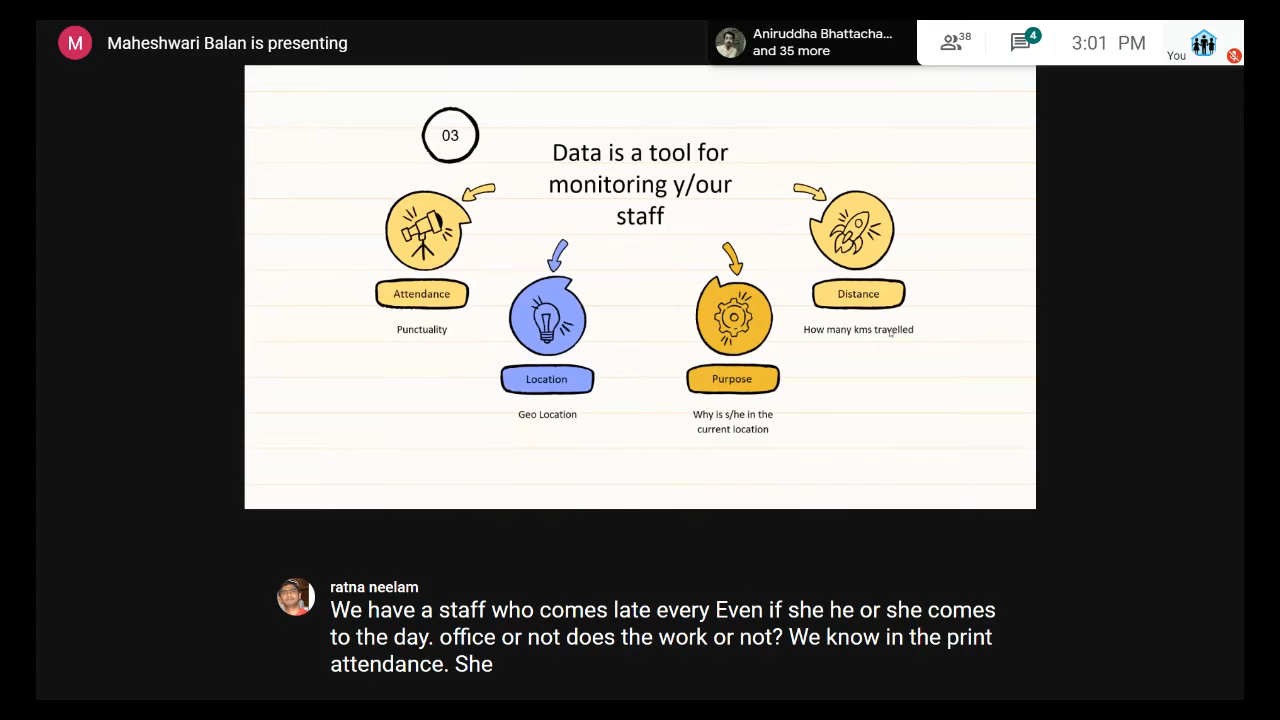 M
Maheshwari Balan is presenting
Aniruddha Bhattacha...
and 35 more
38
4
3:01 PM
You
03
Data is a tool for
monitoring y/our
staff
Attendance
Punctuality
Location
Geo Location
Purpose
Why is s/he in the
current location
Distance
How many kms travelled
ratna neelam
We have a staff who comes late every Even if she he or she comes
to the day. office or not does the work or not? We know in the print
attendance. She